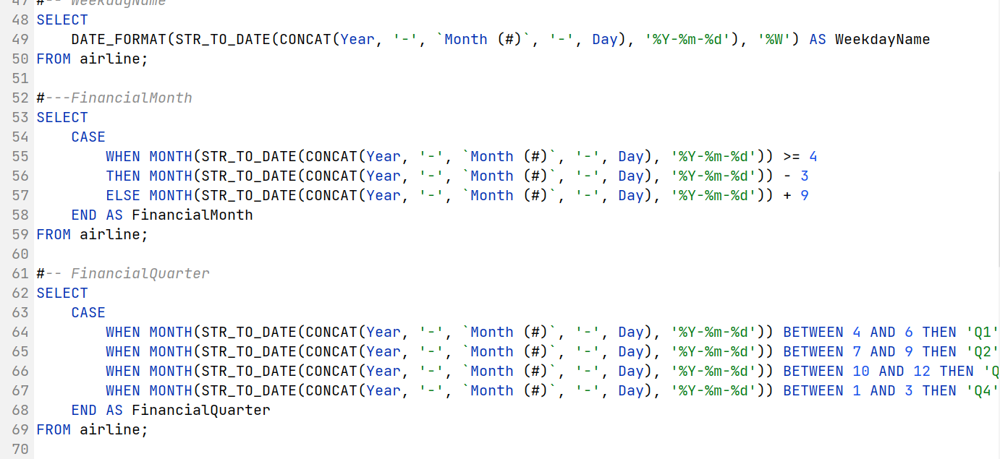 47 #-- WeekdayName
48 SELECT
49     DATE_FORMAT(STR_TO_DATE(CONCAT(Year, '-', `Month (#)`, '-', Day), '%Y-%m-%d'), '%W') AS WeekdayName
50 FROM airline;
51
52 #---FinancialMonth
53 SELECT
54     CASE
55         WHEN MONTH(STR_TO_DATE(CONCAT(Year, '-', `Month (#)`, '-', Day), '%Y-%m-%d')) >= 4
56         THEN MONTH(STR_TO_DATE(CONCAT(Year, '-', `Month (#)`, '-', Day), '%Y-%m-%d')) - 3
57         ELSE MONTH(STR_TO_DATE(CONCAT(Year, '-', `Month (#)`, '-', Day), '%Y-%m-%d')) + 9
58     END AS FinancialMonth
59 FROM airline;
60
61 #-- FinancialQuarter
62 SELECT
63     CASE
64         WHEN MONTH(STR_TO_DATE(CONCAT(Year, '-', `Month (#)`, '-', Day), '%Y-%m-%d')) BETWEEN 4 AND 6 THEN 'Q1'
65         WHEN MONTH(STR_TO_DATE(CONCAT(Year, '-', `Month (#)`, '-', Day), '%Y-%m-%d')) BETWEEN 7 AND 9 THEN 'Q2'
66         WHEN MONTH(STR_TO_DATE(CONCAT(Year, '-', `Month (#)`, '-', Day), '%Y-%m-%d')) BETWEEN 10 AND 12 THEN 'Q
67         WHEN MONTH(STR_TO_DATE(CONCAT(Year, '-', `Month (#)`, '-', Day), '%Y-%m-%d')) BETWEEN 1 AND 3 THEN 'Q4'
68     END AS FinancialQuarter
69 FROM airline;
70